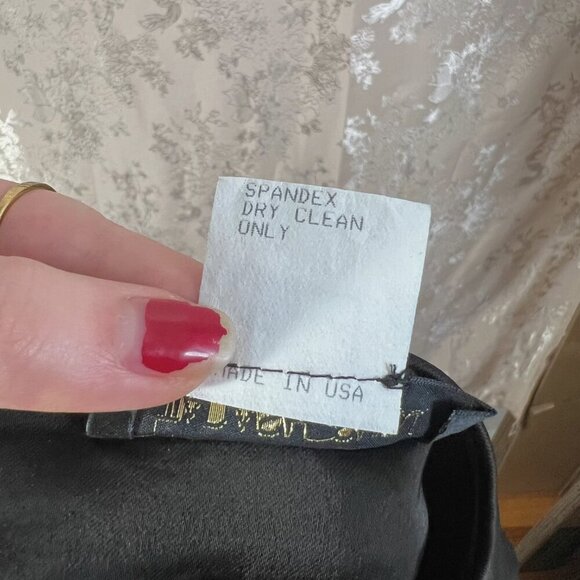 SPANDEX
DRY CLEAN
ONLY
MADE IN USA